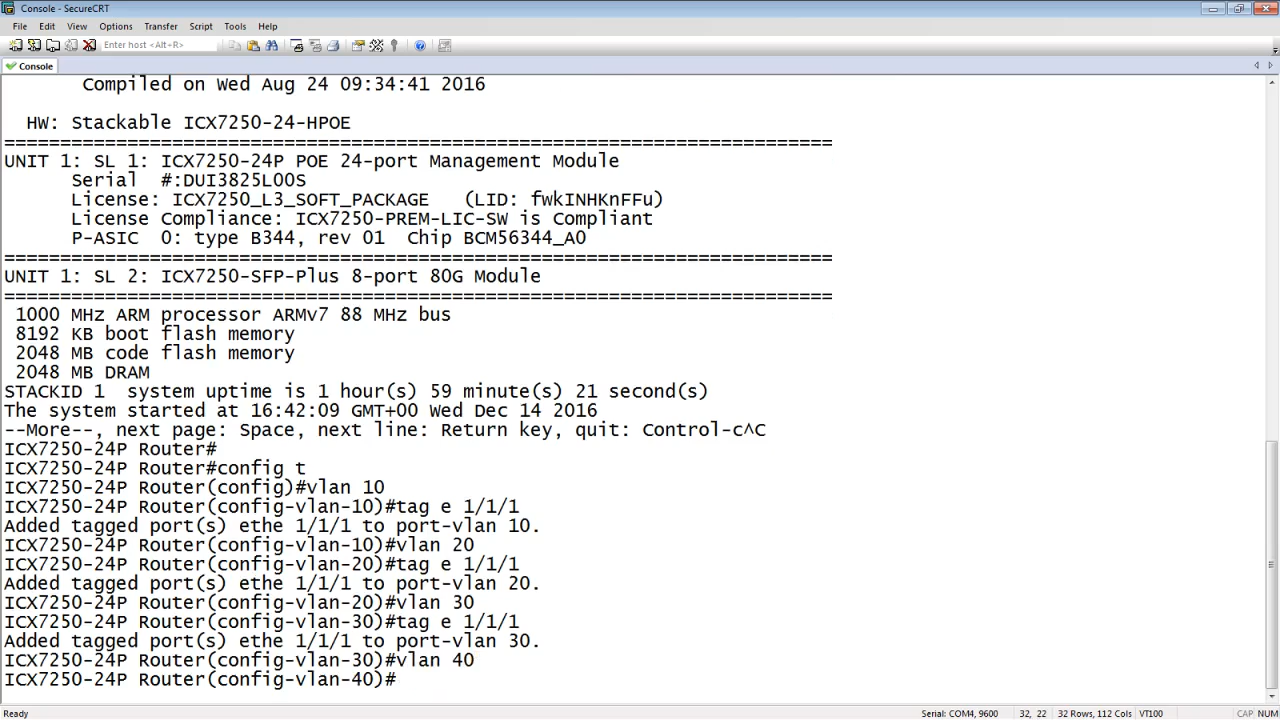 Console - SecureCRT
File Edit View Options Transfer Script Tools Help
Enter host <Alt+R>
Console
Compiled on Wed Aug 24 09:34:41 2016
HW: Stackable ICX7250-24-HPOE
==========================================================================
UNIT 1: SL 1: ICX7250-24P POE 24-port Management Module
Serial  #:DUI3825L00S
License: ICX7250_L3_SOFT_PACKAGE   (LID: fwkINHKnFFu)
License Compliance: ICX7250-PREM-LIC-SW is Compliant
P-ASIC  0: type B344, rev 01  Chip BCM56344_A0
==========================================================================
UNIT 1: SL 2: ICX7250-SFP-Plus 8-port 80G Module
==========================================================================
1000 MHz ARM processor ARMv7 88 MHz bus
8192 KB boot flash memory
2048 MB code flash memory
2048 MB DRAM
STACKID 1  system uptime is 1 hour(s) 59 minute(s) 21 second(s)
The system started at 16:42:09 GMT+00 Wed Dec 14 2016
--More--, next page: Space, next line: Return key, quit: Control-c^C
ICX7250-24P Router#
ICX7250-24P Router#config t
ICX7250-24P Router(config)#vlan 10
ICX7250-24P Router(config-vlan-10)#tag e 1/1/1
Added tagged port(s) ethe 1/1/1 to port-vlan 10.
ICX7250-24P Router(config-vlan-10)#vlan 20
ICX7250-24P Router(config-vlan-20)#tag e 1/1/1
Added tagged port(s) ethe 1/1/1 to port-vlan 20.
ICX7250-24P Router(config-vlan-20)#vlan 30
ICX7250-24P Router(config-vlan-30)#tag e 1/1/1
Added tagged port(s) ethe 1/1/1 to port-vlan 30.
ICX7250-24P Router(config-vlan-30)#vlan 40
ICX7250-24P Router(config-vlan-40)#
Ready Serial: COM4, 9600 32, 22 32 Rows, 112 Cols VT100 CAP NUM